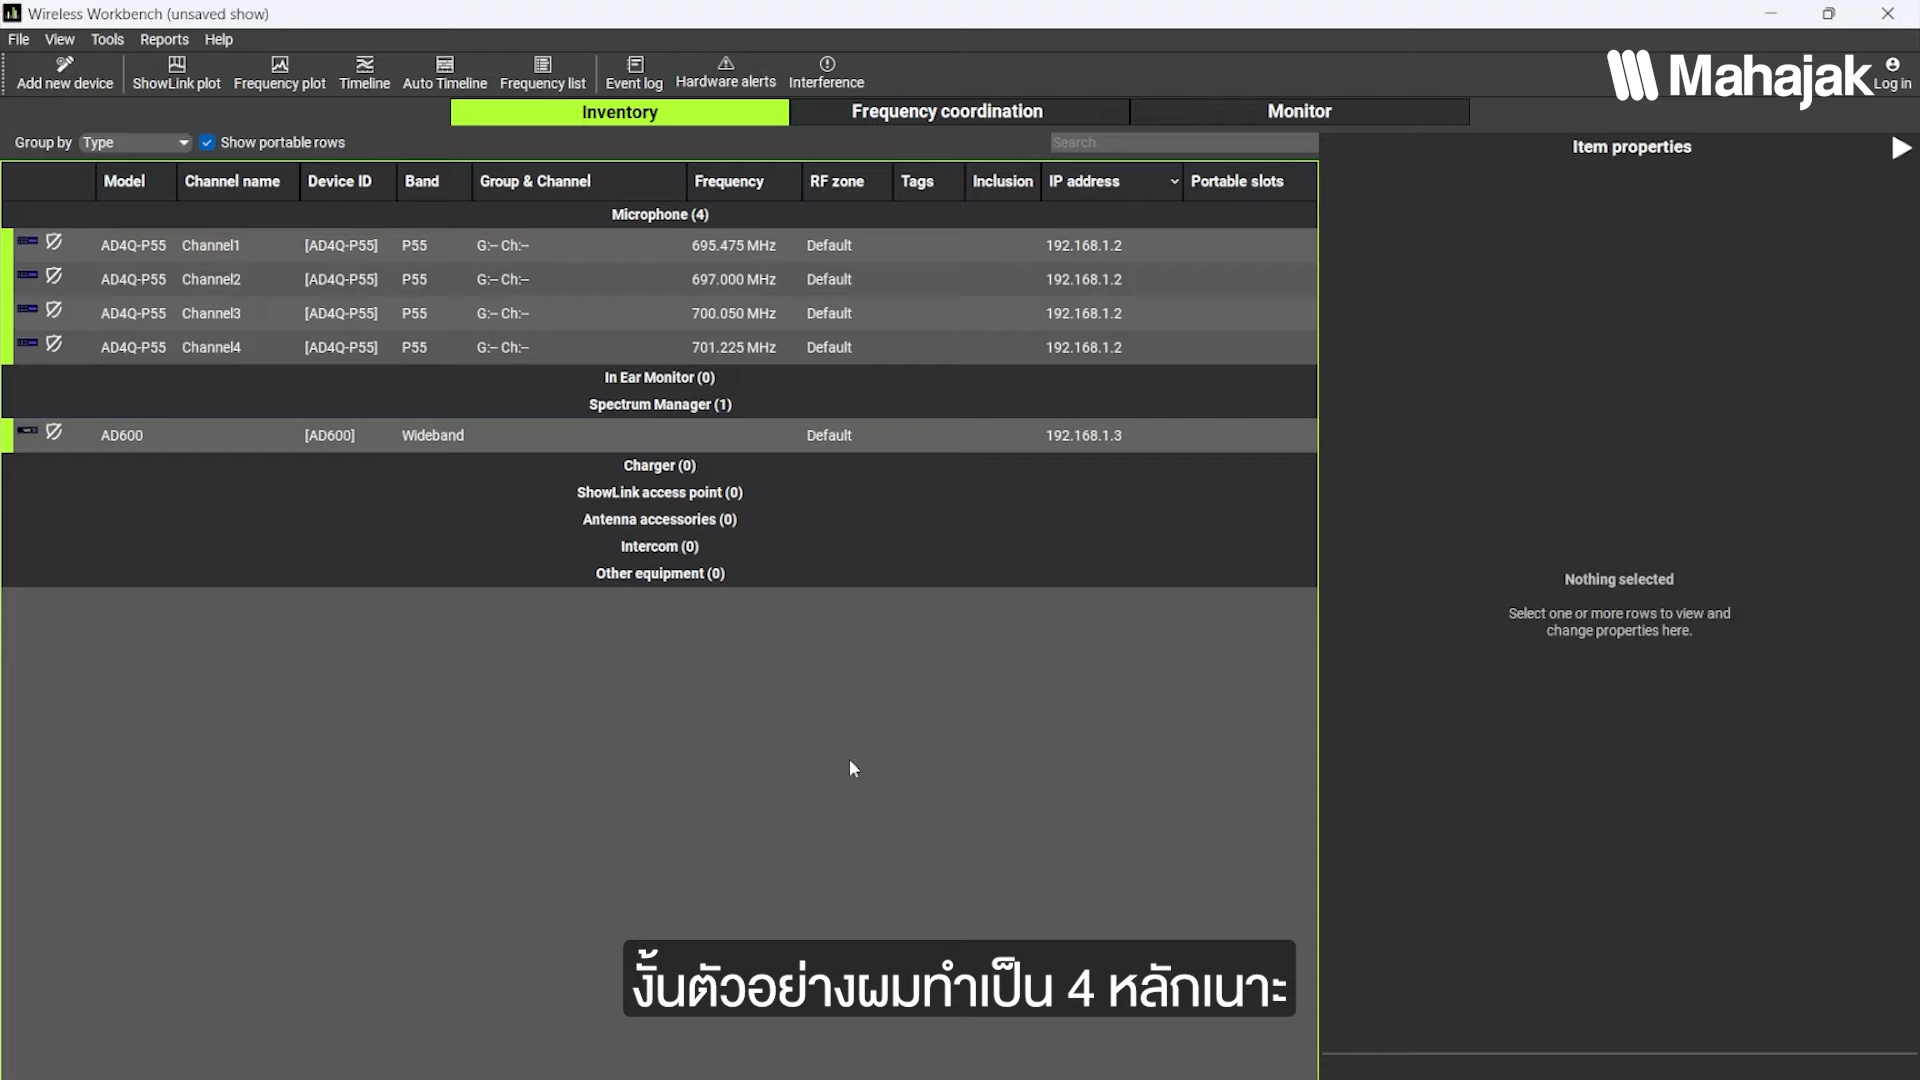 Wireless Workbench (unsaved show)
File View Tools Reports Help
Add new device ShowLink plot Frequency plot Timeline Auto Timeline Frequency list Event log Hardware alerts Interference
Mahajak
Log in
Inventory Frequency coordination Monitor
Group by Type Show portable rows Search
Item properties
Model Channel name Device ID Band Group & Channel Frequency RF zone Tags Inclusion IP address Portable slots
Microphone (4)
AD4Q-P55 Channel1 [AD4Q-P55] P55 G:-- Ch:-- 695.475 MHz Default 192.168.1.2
AD4Q-P55 Channel2 [AD4Q-P55] P55 G:-- Ch:-- 697.000 MHz Default 192.168.1.2
AD4Q-P55 Channel3 [AD4Q-P55] P55 G:-- Ch:-- 700.050 MHz Default 192.168.1.2
AD4Q-P55 Channel4 [AD4Q-P55] P55 G:-- Ch:-- 701.225 MHz Default 192.168.1.2
In Ear Monitor (0)
Spectrum Manager (1)
AD600 [AD600] Wideband Default 192.168.1.3
Charger (0)
ShowLink access point (0)
Antenna accessories (0)
Intercom (0)
Other equipment (0)
Nothing selected
Select one or more rows to view and
change properties here.
งั้นตัวอย่างผมทำเป็น 4 หลักเนาะ